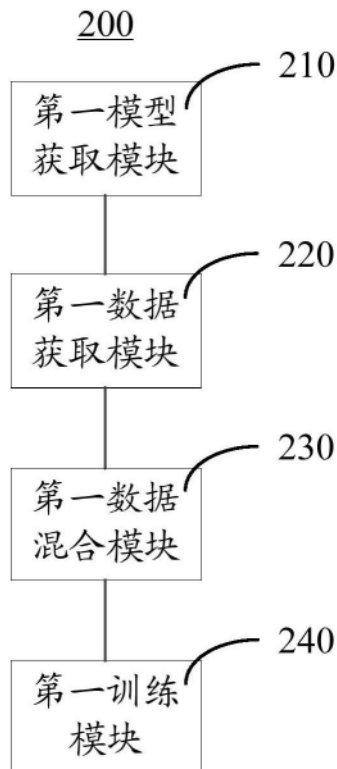 200
210
第一模型
获取模块
220
第一数据
获取模块
230
第一数据
混合模块
240
第一训练
模块